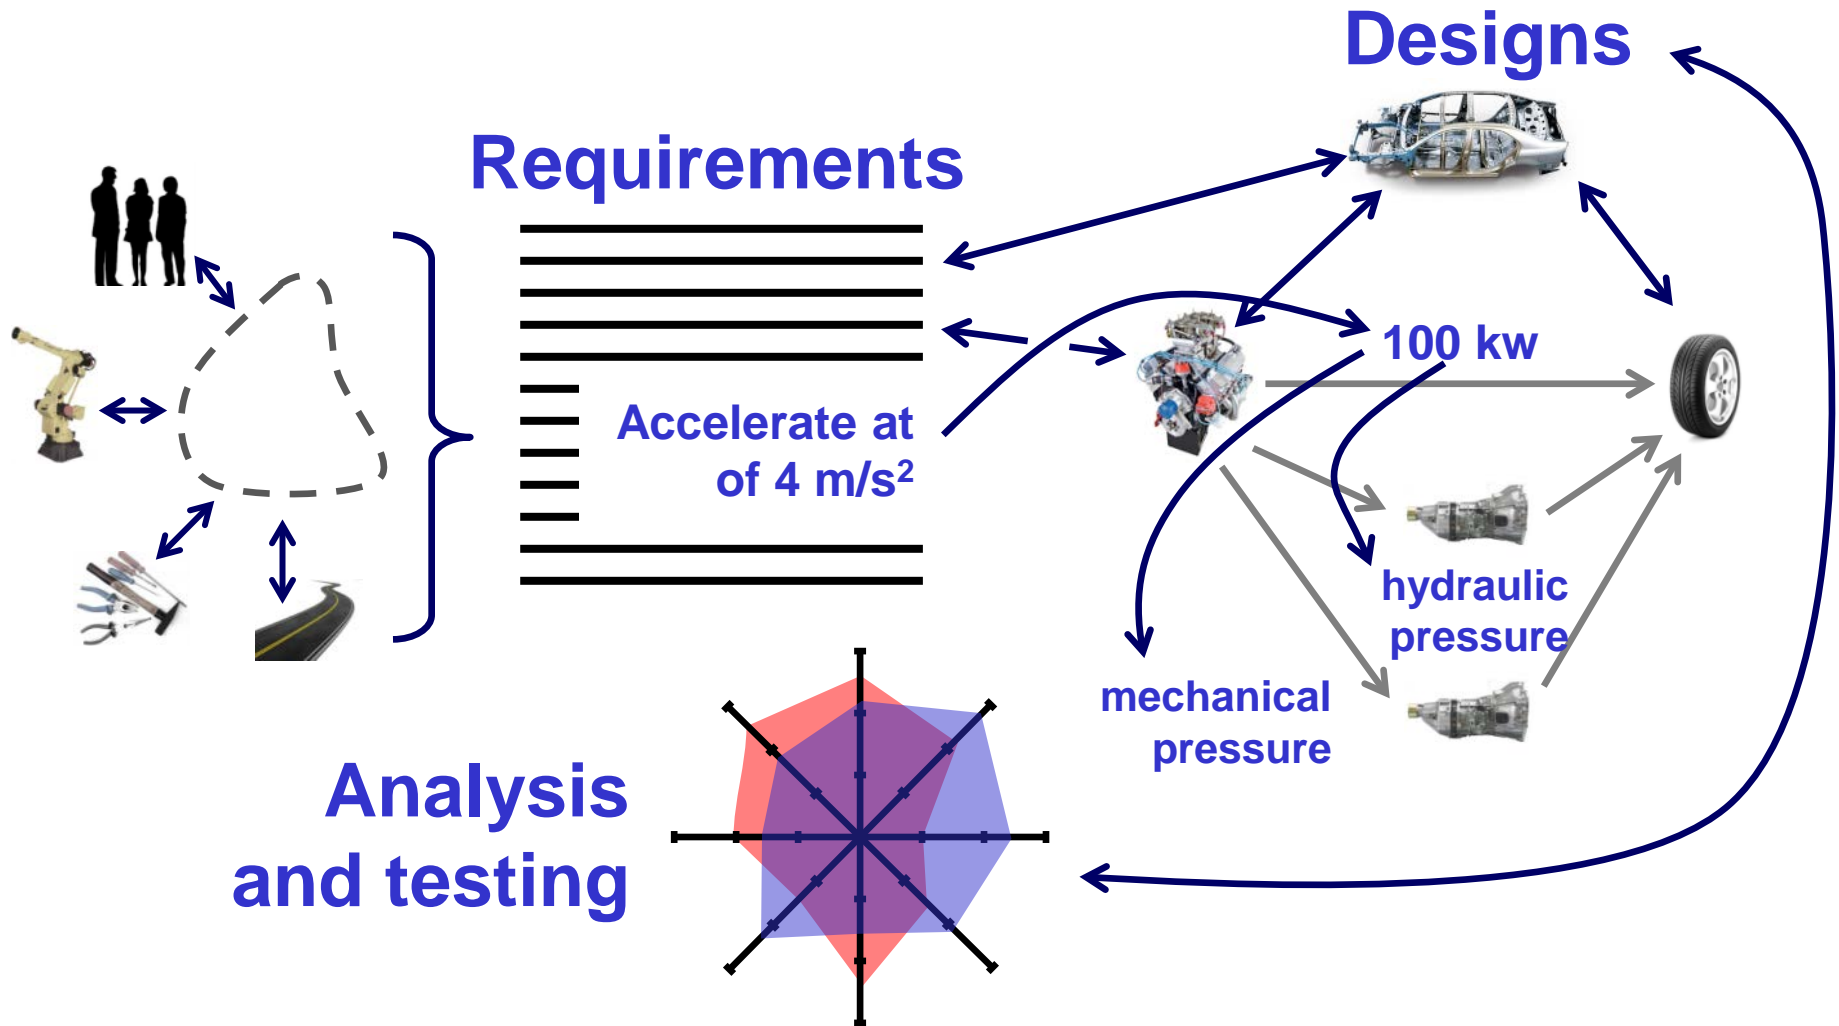 Designs
Requirements
100 kw
Accelerate at
of 4 m/s²
hydraulic
pressure
mechanical
pressure
Analysis
and testing